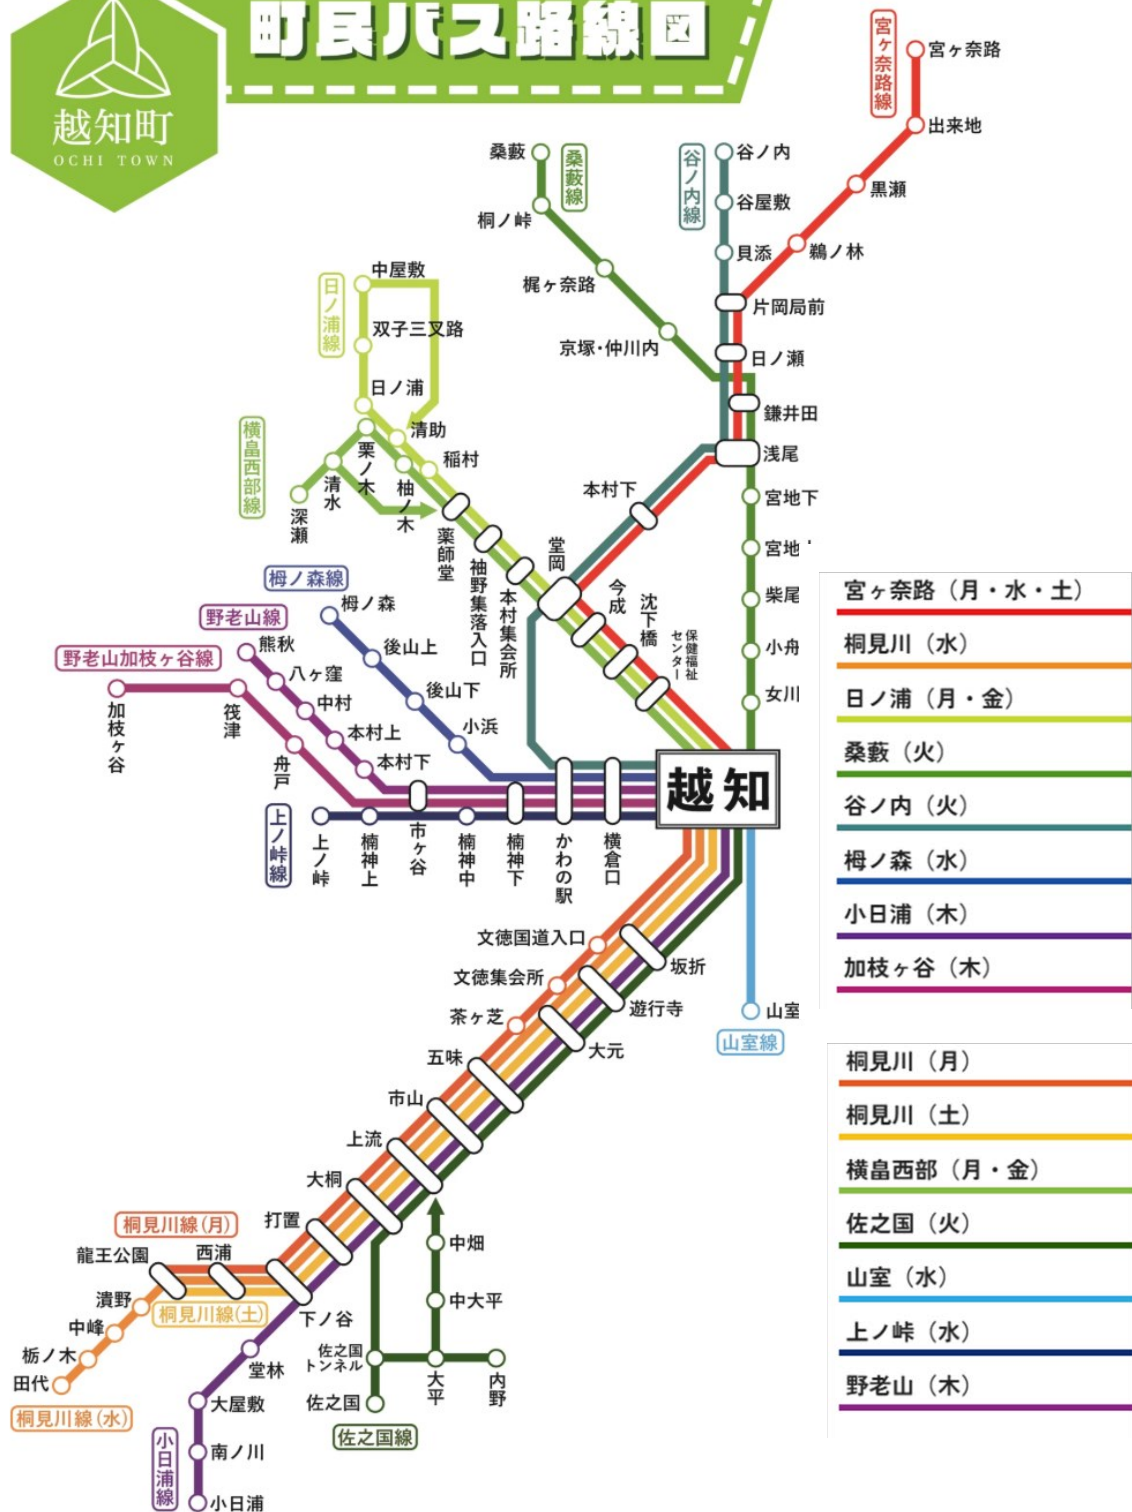 町民バス路線図
越知町
OCHI TOWN
宮ヶ奈路線
宮ヶ奈路
出来地
黒瀬
鵜ノ林
片岡局前
日ノ瀬
鎌井田
浅尾
谷ノ内線
谷ノ内
谷屋敷
貝添
桑藪線
桑藪
桐ノ峠
梶ヶ奈路
京塚・仲川内
宮地下
宮地
柴尾
小舟
女川
日ノ浦線
中屋敷
双子三叉路
日ノ浦
清助
稲村
横畠西部線
栗ノ木
柚ノ木
清水
深瀬
薬師堂
袖野集落入口
本村集会所
本村下
堂岡
今成
沈下橋
保健福祉
センター
栂ノ森線
栂ノ森
後山上
後山下
小浜
野老山線
熊秋
八ヶ窪
中村
本村上
本村下
野老山加枝ヶ谷線
加枝ヶ谷
筏津
舟戸
上ノ峠線
上ノ峠
楠神上
市ヶ谷
楠神中
楠神下
かわの駅
横倉口
越知
文徳国道入口
文徳集会所
茶ヶ芝
五味
市山
上流
大桐
打置
坂折
遊行寺
大元
山室
山室線
桐見川線(月)
龍王公園
西浦
桐見川線(土)
潰野
中峰
栃ノ木
田代
桐見川線(水)
下ノ谷
堂林
大屋敷
南ノ川
小日浦
小日浦線
中畑
中大平
佐之国
トンネル
大平
内野
佐之国
佐之国線
宮ヶ奈路（月・水・土）
桐見川（水）
日ノ浦（月・金）
桑藪（火）
谷ノ内（火）
栂ノ森（水）
小日浦（木）
加枝ヶ谷（木）
桐見川（月）
桐見川（土）
横畠西部（月・金）
佐之国（火）
山室（水）
上ノ峠（水）
野老山（木）